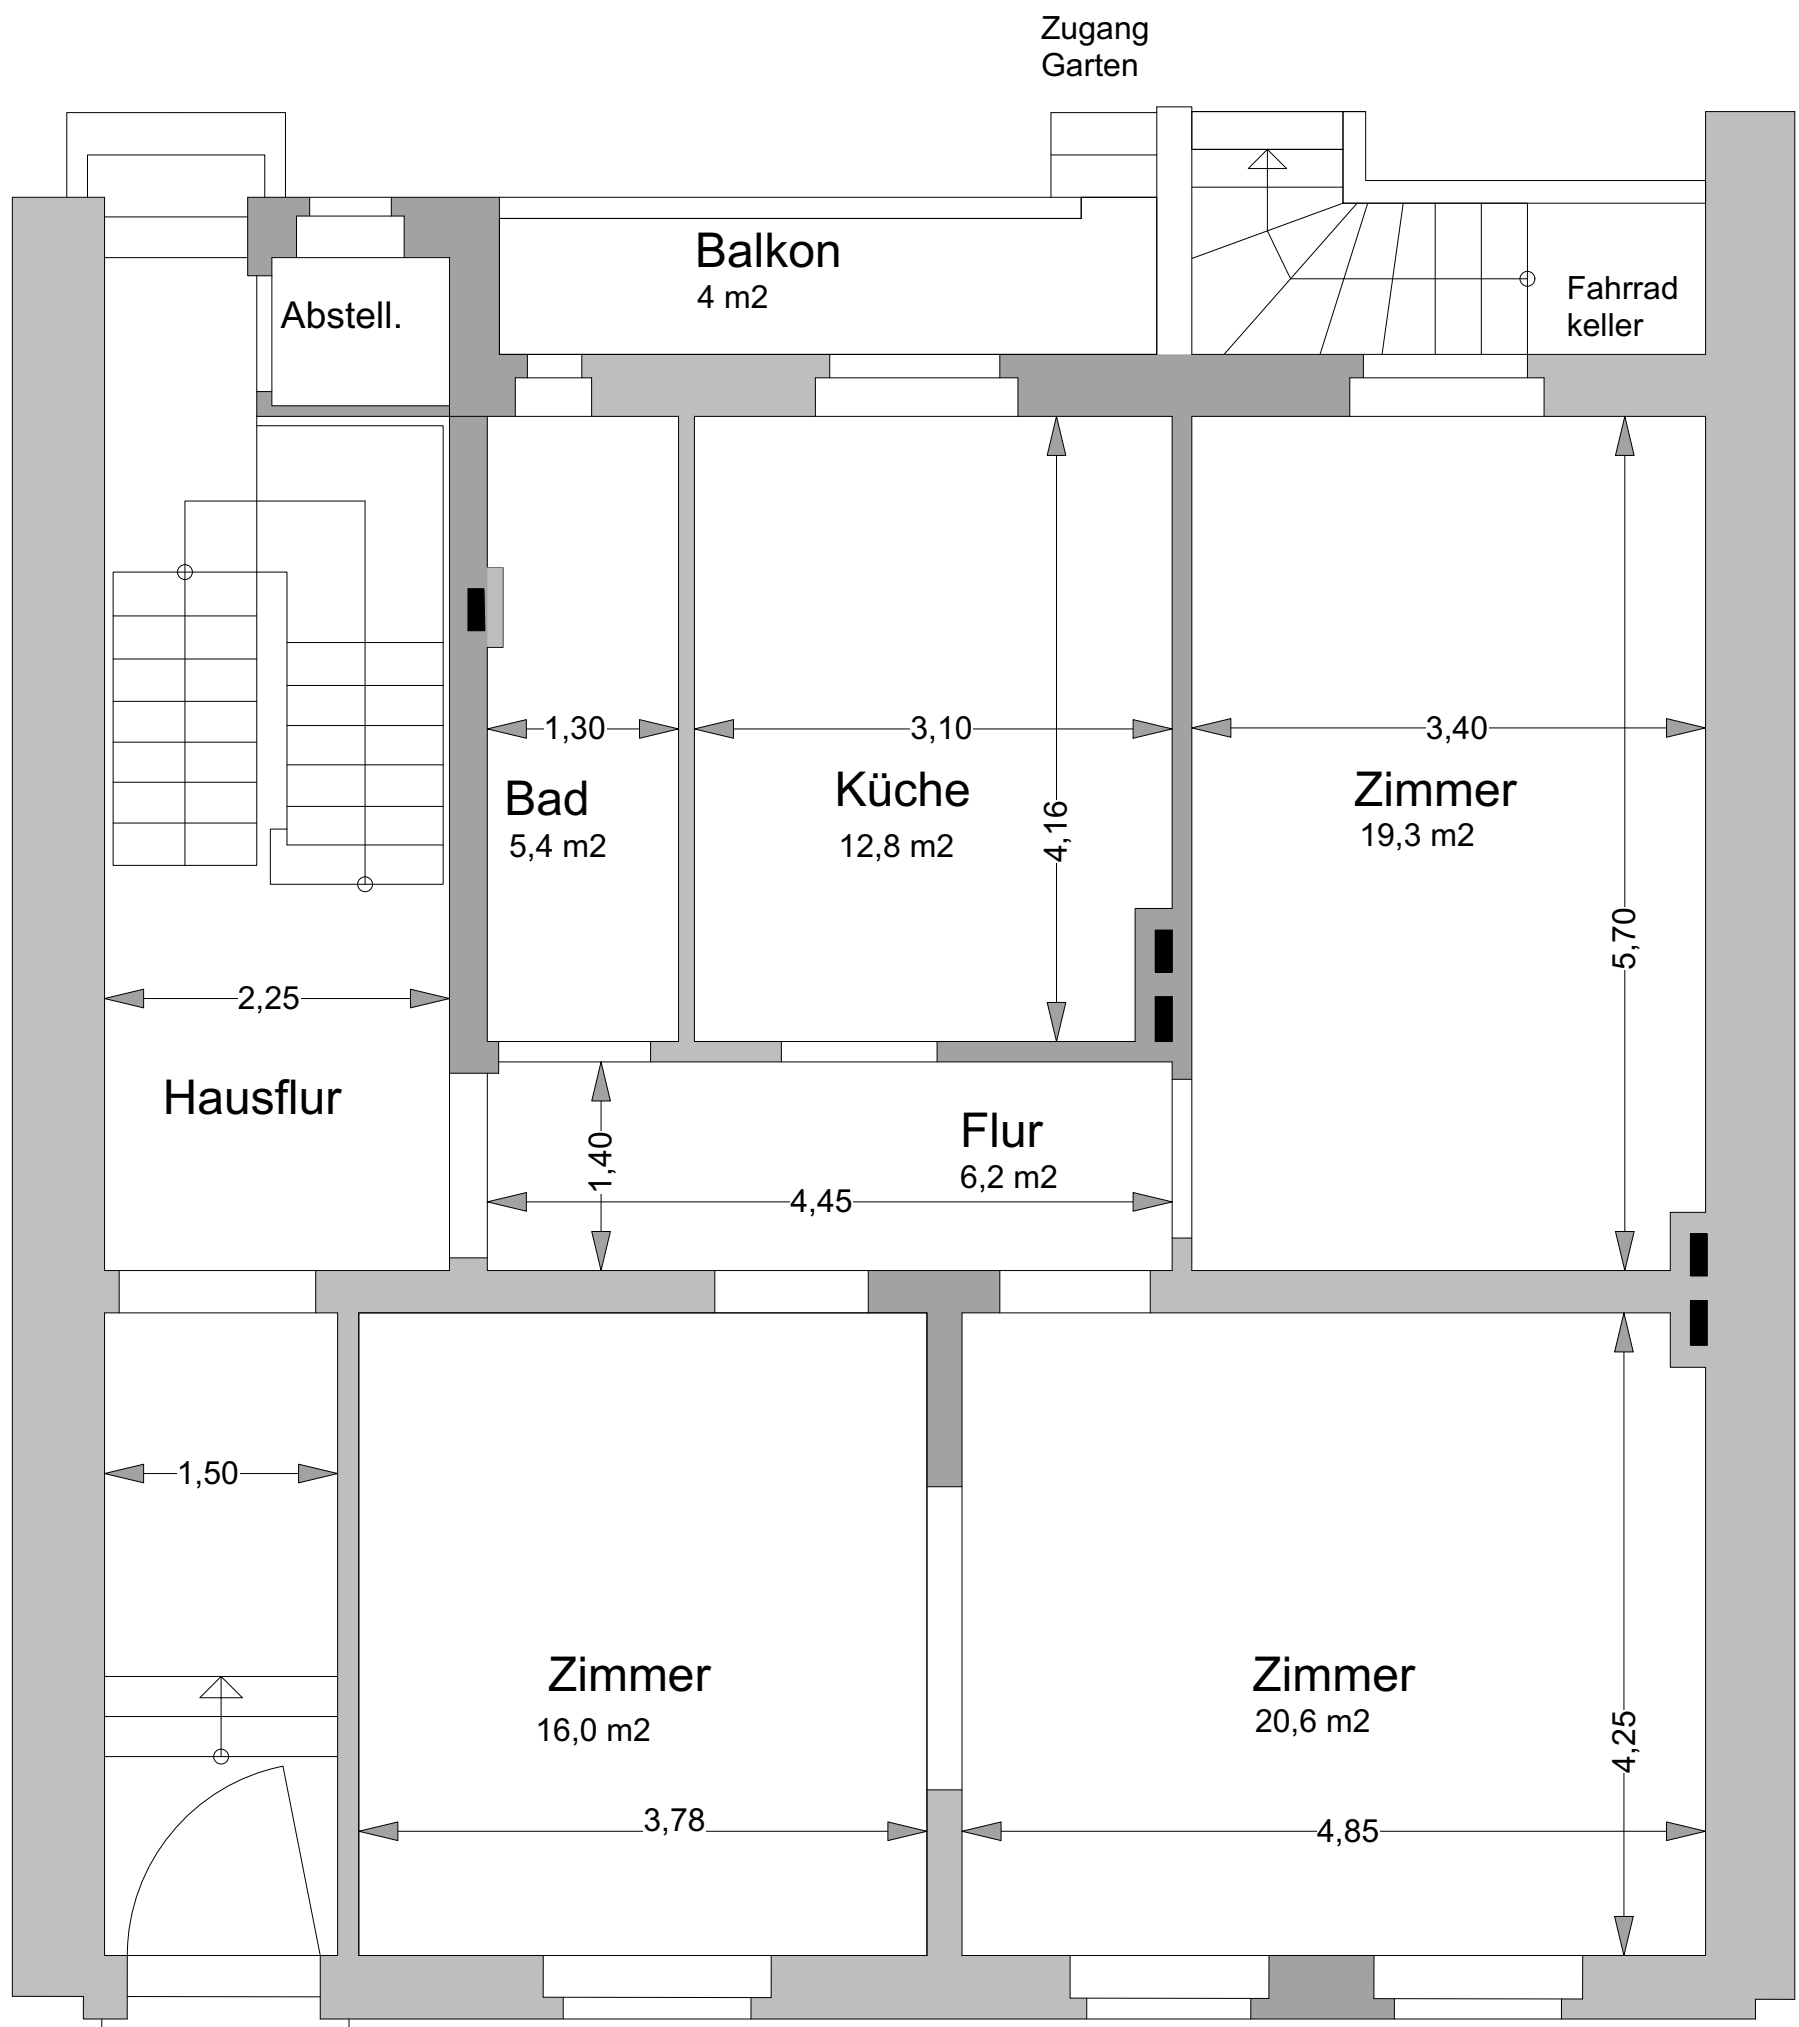 Zugang
Garten
Balkon
4 m2
Abstell.
Fahrrad
keller
1,30
3,10
3,40
Bad
5,4 m2
Küche
12,8 m2
4,16
Zimmer
19,3 m2
5,70
2,25
Hausflur
1,40
Flur
6,2 m2
4,45
1,50
Zimmer
16,0 m2
3,78
Zimmer
20,6 m2
4,25
4,85